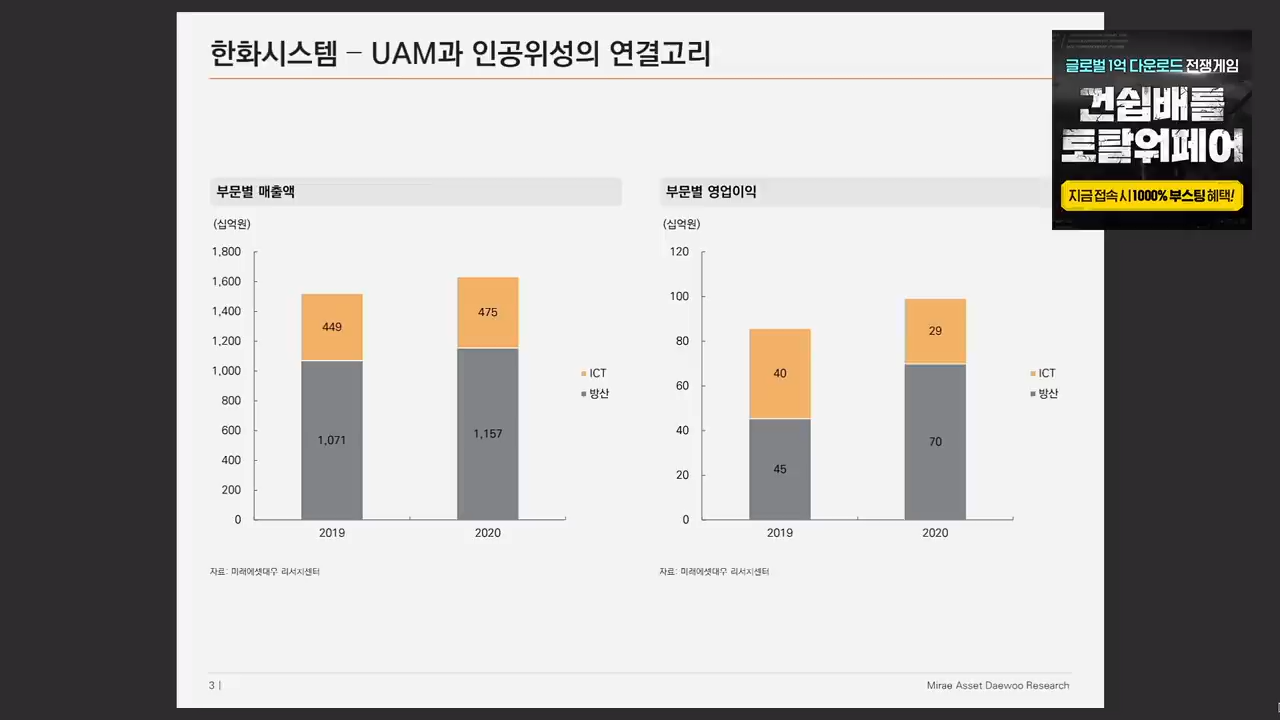 한화시스템 – UAM과 인공위성의 연결고리
글로벌 1억 다운로드 전쟁게임
건쉽배틀
토탈워페어
지금 접속 시 1000% 부스팅 혜택!
부문별 매출액
(십억원)
1,800
1,600
1,400
1,200
1,000
800
600
400
200
0
449
1,071
475
1,157
2019
2020
ICT
방산
자료: 미래에셋대우 리서치센터
부문별 영업이익
(십억원)
120
100
80
60
40
20
0
40
45
29
70
2019
2020
ICT
방산
자료: 미래에셋대우 리서치센터
3 |
Mirae Asset Daewoo Research